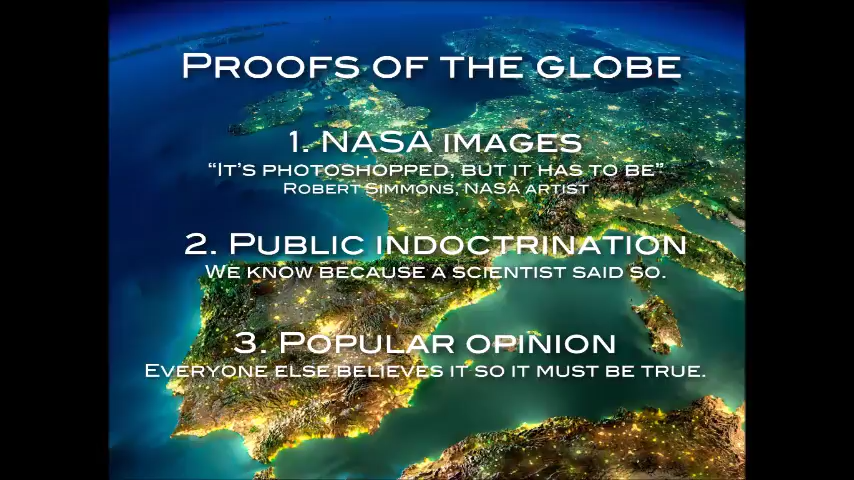 Proofs of the globe
1. NASA images
“It’s photoshopped, but it has to be”
Robert Simmons, NASA artist
2. Public indoctrination
We know because a scientist said so.
3. Popular opinion
Everyone else believes it so it must be true.